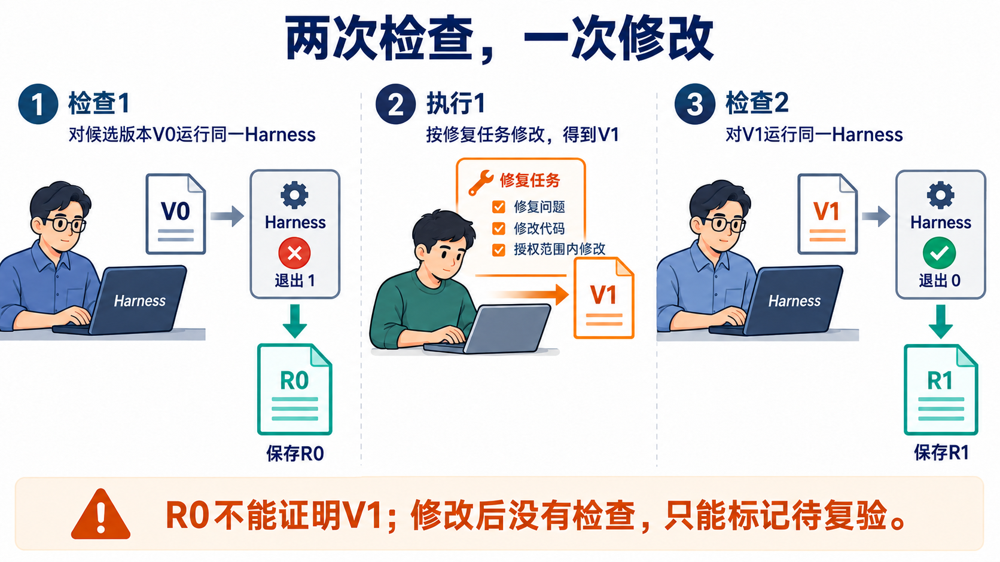 两次检查，一次修改
1 检查1
对候选版本V0运行同一Harness
V0
Harness
退出 1
Harness
R0
保存R0
2 执行1
按修复任务修改，得到V1
修复任务
修复问题
修改代码
授权范围内修改
V1
3 检查2
对V1运行同一Harness
V1
Harness
退出 0
Harness
R1
保存R1
R0不能证明V1；修改后没有检查，只能标记待复验。